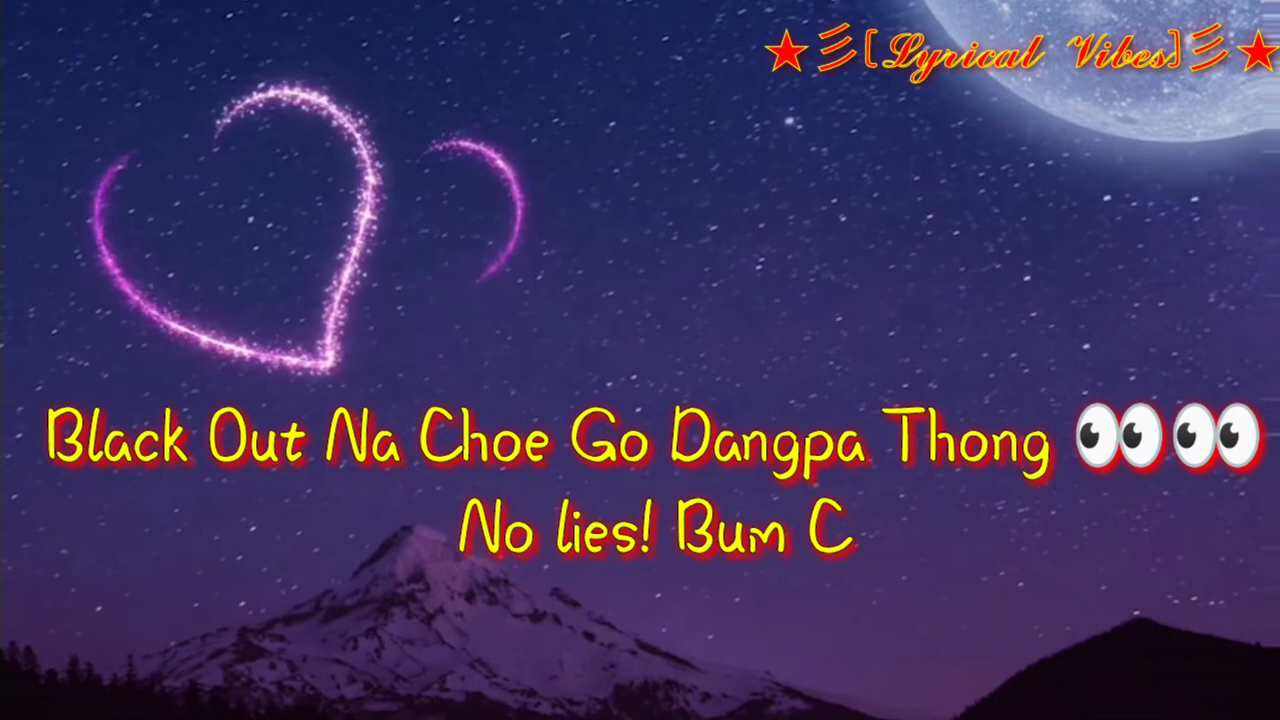 ★彡[Lyrical Vibes]彡★
Black Out Na Choe Go Dangpa Thong 👀👀
No lies! Bum C